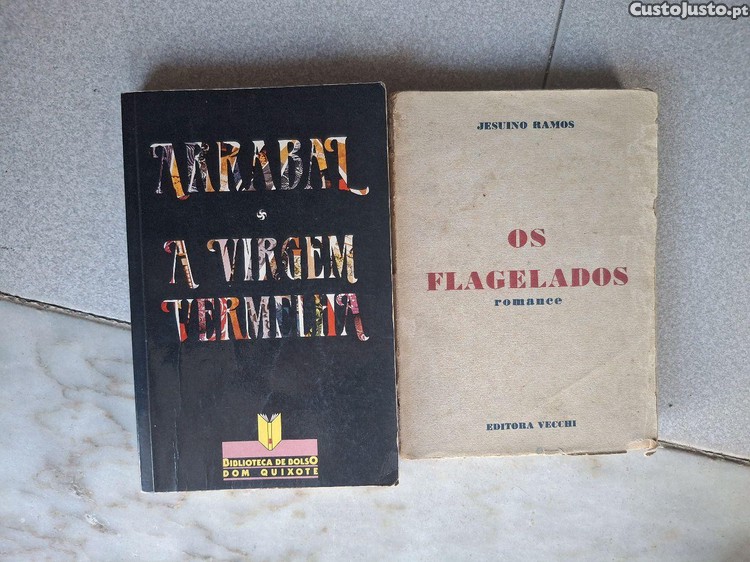 CustoJusto.pt
ARRABAL
A VIRGEM
VERMELHA
BIBLIOTECA DE BOLSO
DOM QUIXOTE
JESUINO RAMOS
OS
FLAGELADOS
romance
EDITORA VECCHI